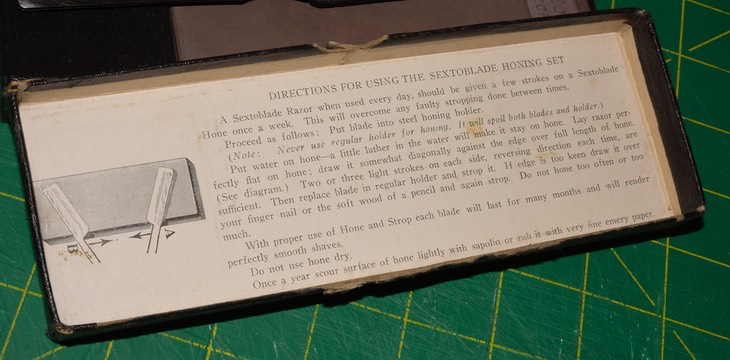 DIRECTIONS FOR USING THE SEXTOBLADE HONING SET
A Sextoblade Razor when used every day, should be given a few strokes on a Sextoblade
Hone once a week. This will overcome any faulty stropping done between times.
Proceed as follows: Put blade into steel honing holder.
(Note: Never use regular holder for honing. It will spoil both blades and holder.)
Put water on hone—a little lather in the water will make it stay on hone. Lay razor per-
fectly flat on hone; draw it somewhat diagonally against the edge over full length of hone.
(See diagram.) Two or three light strokes on each side, reversing direction each time, are
sufficient. Then replace blade in regular holder and strop it. If edge is too keen draw it over
your finger nail or the soft wood of a pencil and again strop. Do not hone too often or too
much.
With proper use of Hone and Strop each blade will last for many months and will render
perfectly smooth shaves.
Do not use hone dry.
Once a year scour surface of hone lightly with sapolio or rub it with very fine emery paper.
B
A